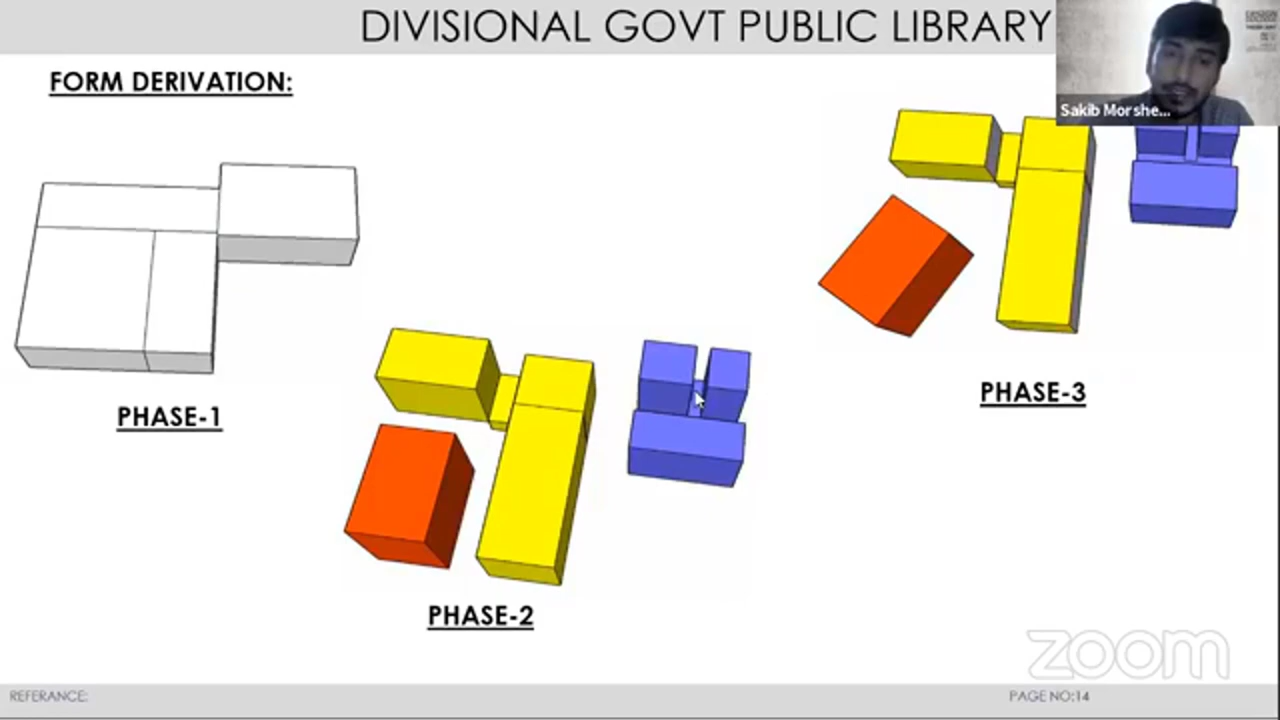 DIVISIONAL GOVT PUBLIC LIBRARY
Sakib Morshe...
FORM DERIVATION:
PHASE-1
PHASE-3
PHASE-2
zoom
REFERANCE:
PAGE NO:14